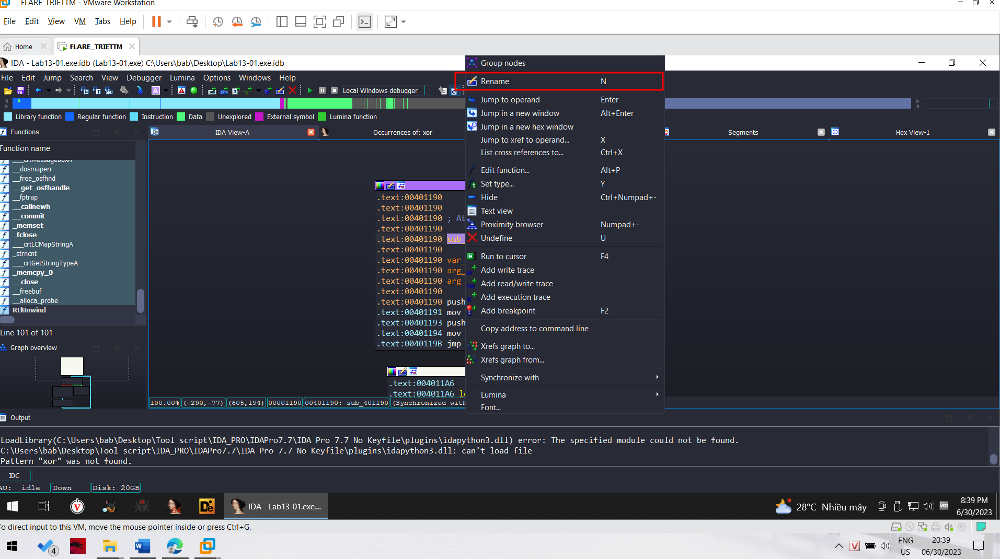 FLARE_TRIETTM - VMware Workstation
File Edit View VM Tabs Help
Home FLARE_TRIETTM
IDA - Lab13-01.exe.idb (Lab13-01.exe) C:\Users\bab\Desktop\Lab13-01.exe.idb
File Edit Jump Search View Debugger Lumina Options Windows Help
Local Windows debugger
Library function Regular function Instruction Data Unexplored External symbol Lumina function
Functions
IDA View-A
Occurrences of: xor
Segments
Hex View-1
Function name
___crtMessageBoxA
__dosmaperr
__free_osfhnd
__get_osfhandle
__fptrap
__callnewh
__commit
_memset
_fclose
___crtLCMapStringA
_strncnt
___crtGetStringTypeA
_memcpy_0
__close
__freebuf
__alloca_probe
RtlUnwind
Line 101 of 101
Graph overview
.text:00401190
.text:00401190
.text:00401190 ; At
.text:00401190
.text:00401190 sub_
.text:00401190
.text:00401190 var_
.text:00401190 arg_
.text:00401190 arg_
.text:00401190
.text:00401190 push
.text:00401191 mov
.text:00401193 push
.text:00401194 mov
.text:0040119B jmp
.text:004011A6
.text:004011A6 lo
100.00% (-290,-77) (605,194) 00001190 00401190: sub_401190 (Synchronized with
Group nodes
Rename N
Jump to operand Enter
Jump in a new window Alt+Enter
Jump in a new hex window
Jump to xref to operand... X
List cross references to... Ctrl+X
Edit function... Alt+P
Set type... Y
Hide Ctrl+Numpad+-
Text view
Proximity browser Numpad+-
Undefine U
Run to cursor F4
Add write trace
Add read/write trace
Add execution trace
Add breakpoint F2
Copy address to command line
Xrefs graph to...
Xrefs graph from...
Synchronize with
Lumina
Font...
Output
LoadLibrary(C:\Users\bab\Desktop\Tool script\IDA_PRO\IDAPro7.7\IDA Pro 7.7 No Keyfile\plugins\idapython3.dll) error: The specified module could not be found.
C:\Users\bab\Desktop\Tool script\IDA_PRO\IDAPro7.7\IDA Pro 7.7 No Keyfile\plugins\idapython3.dll: can't load file
Pattern "xor" was not found.
IDC
AU: idle Down Disk: 20GB
64
De
IDA - Lab13-01.exe....
28°C Nhiều mây
vm
8:39 PM
6/30/2023
To direct input to this VM, move the mouse pointer inside or press Ctrl+G.
4
ENG
US
20:39
06/30/2023